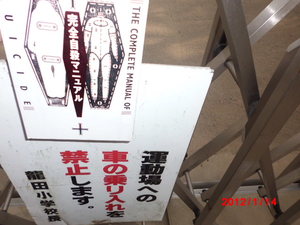 THE COMPLETE MANUAL OF
UICIDE
完全自殺マニュアル
運動場への
車の乗り入れを
禁止します。
龍田小学校長
2012/1/14